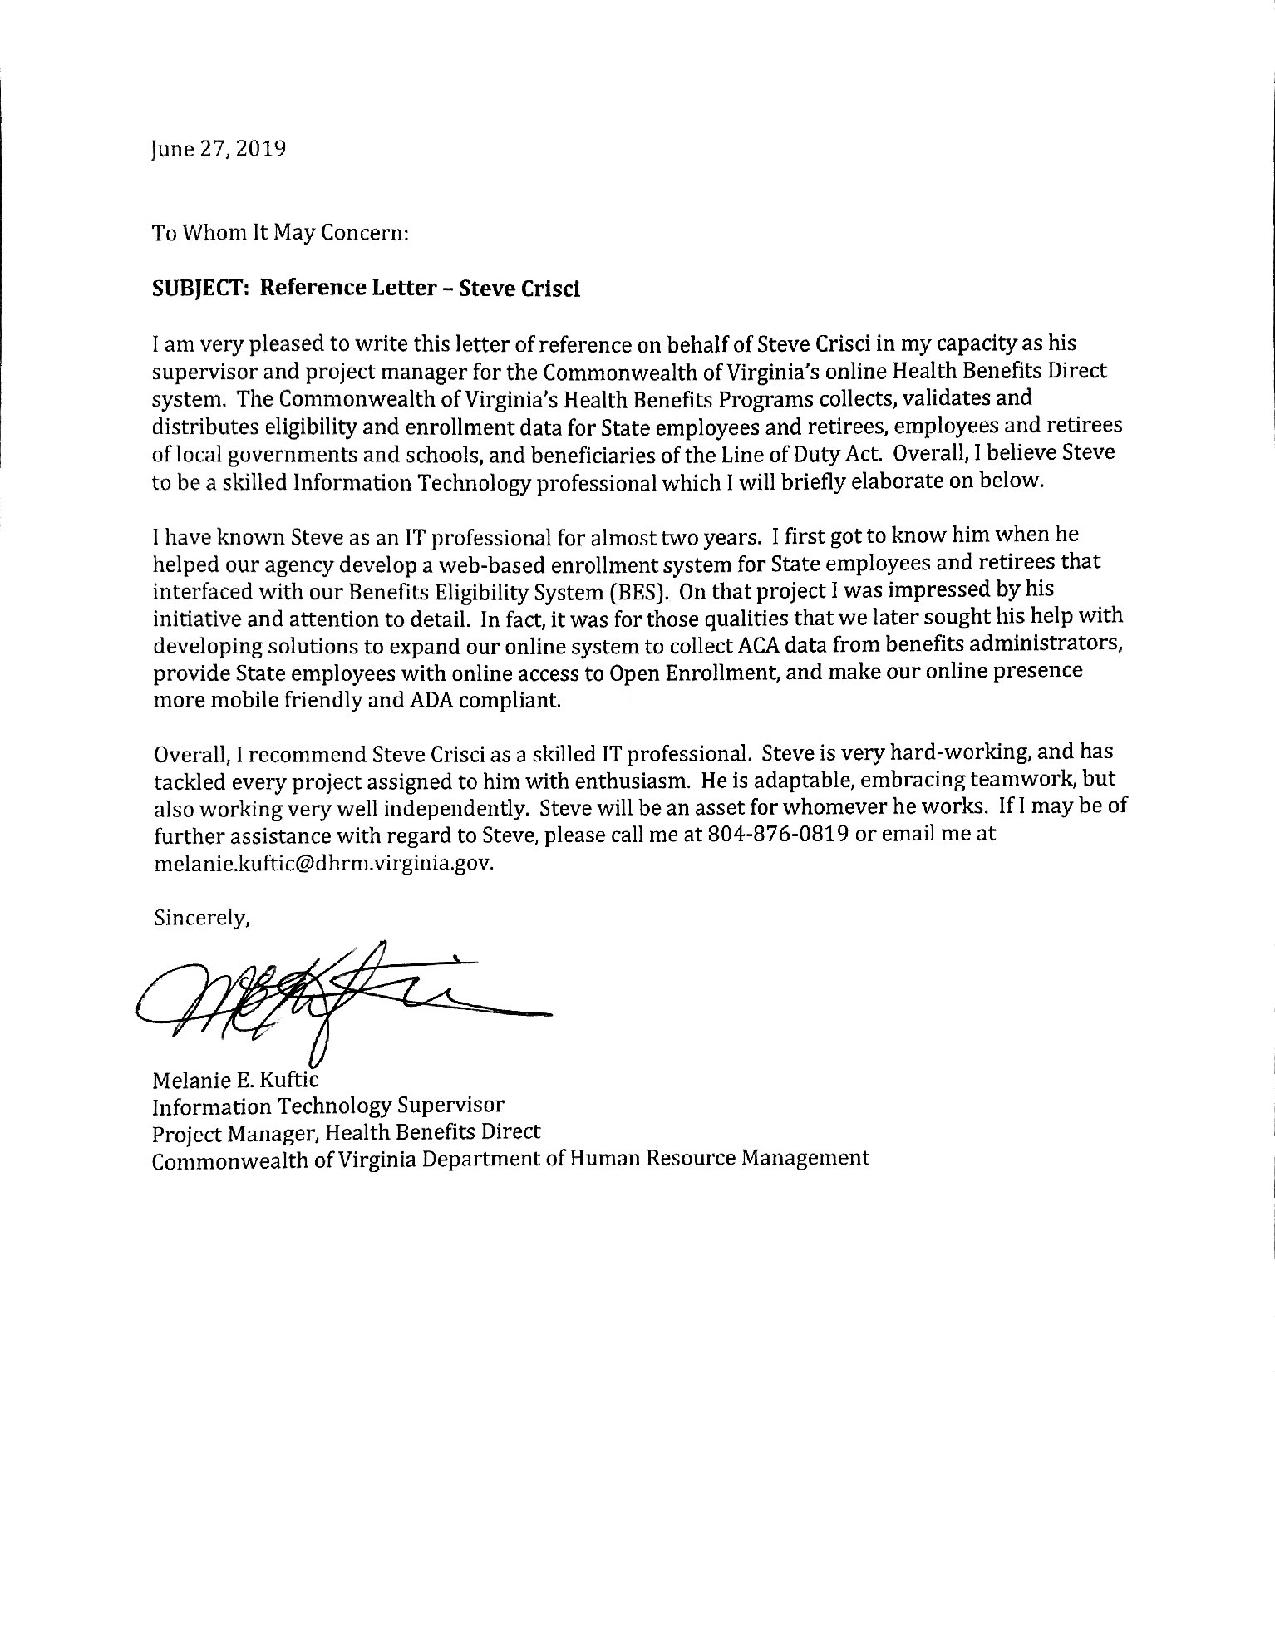 June 27, 2019
To Whom It May Concern:
SUBJECT: Reference Letter – Steve Crisci
I am very pleased to write this letter of reference on behalf of Steve Crisci in my capacity as his
supervisor and project manager for the Commonwealth of Virginia's online Health Benefits Direct
system. The Commonwealth of Virginia's Health Benefits Programs collects, validates and
distributes eligibility and enrollment data for State employees and retirees, employees and retirees
of local governments and schools, and beneficiaries of the Line of Duty Act. Overall, I believe Steve
to be a skilled Information Technology professional which I will briefly elaborate on below.
I have known Steve as an IT professional for almost two years. I first got to know him when he
helped our agency develop a web-based enrollment system for State employees and retirees that
interfaced with our Benefits Eligibility System (BES). On that project I was impressed by his
initiative and attention to detail. In fact, it was for those qualities that we later sought his help with
developing solutions to expand our online system to collect ACA data from benefits administrators,
provide State employees with online access to Open Enrollment, and make our online presence
more mobile friendly and ADA compliant.
Overall, I recommend Steve Crisci as a skilled IT professional. Steve is very hard-working, and has
tackled every project assigned to him with enthusiasm. He is adaptable, embracing teamwork, but
also working very well independently. Steve will be an asset for whomever he works. If I may be of
further assistance with regard to Steve, please call me at 804-876-0819 or email me at
melanie.kuftic@dhrm.virginia.gov.
Sincerely,
Melanie E. Kuftic
Information Technology Supervisor
Project Manager, Health Benefits Direct
Commonwealth of Virginia Department of Human Resource Management